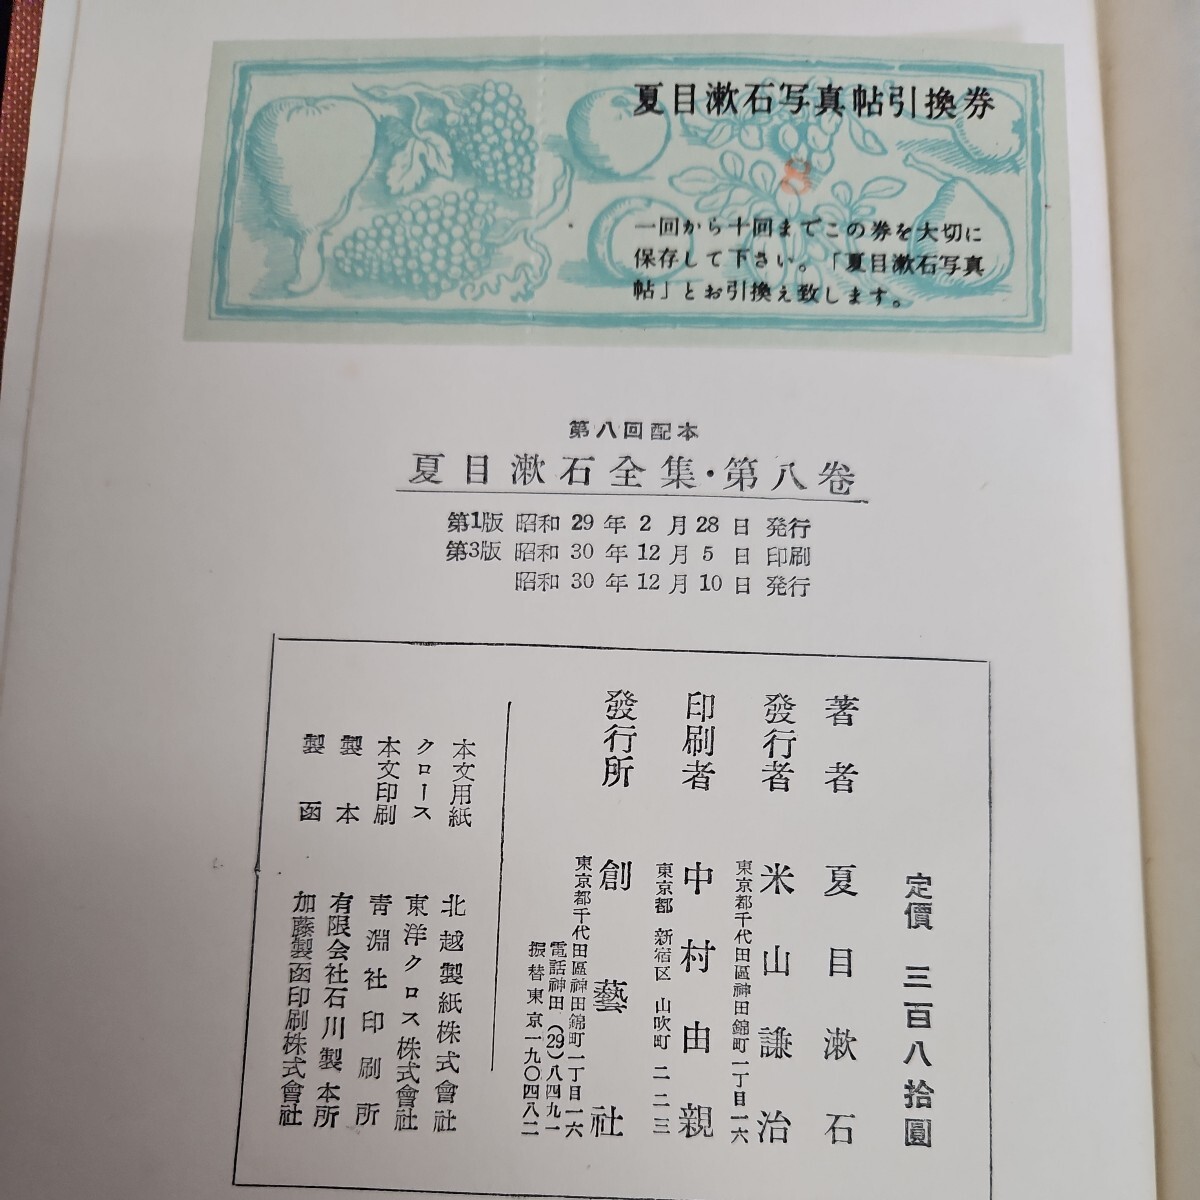 夏目漱石写真帖引換券
8
一回から十回までこの券を大切に
保存して下さい。「夏目漱石写真
帖」とお引換え致します。
第八回配本
夏目漱石全集・第八卷
第1版 昭和 29 年 2 月 28 日 発行
第3版 昭和 30 年 12 月 5 日 印刷
昭和 30 年 12 月 10 日 発行
定價 三百八拾圓
著者 夏目漱石
發行者 米山謙治
東京都千代田區神田錦町一丁目一六
印刷者 中村由親
東京都 新宿区 山吹町 二二三
發行所 創藝社
東京都千代田區神田錦町一丁目一六
電話神田(29)八四九一
振替東京一九〇四八二
本文用紙 北越製紙株式會社
クロース 東洋クロス株式會社
本文印刷 青淵社印刷所
製本 有限会社石川製本所
製函 加藤製函印刷株式會社